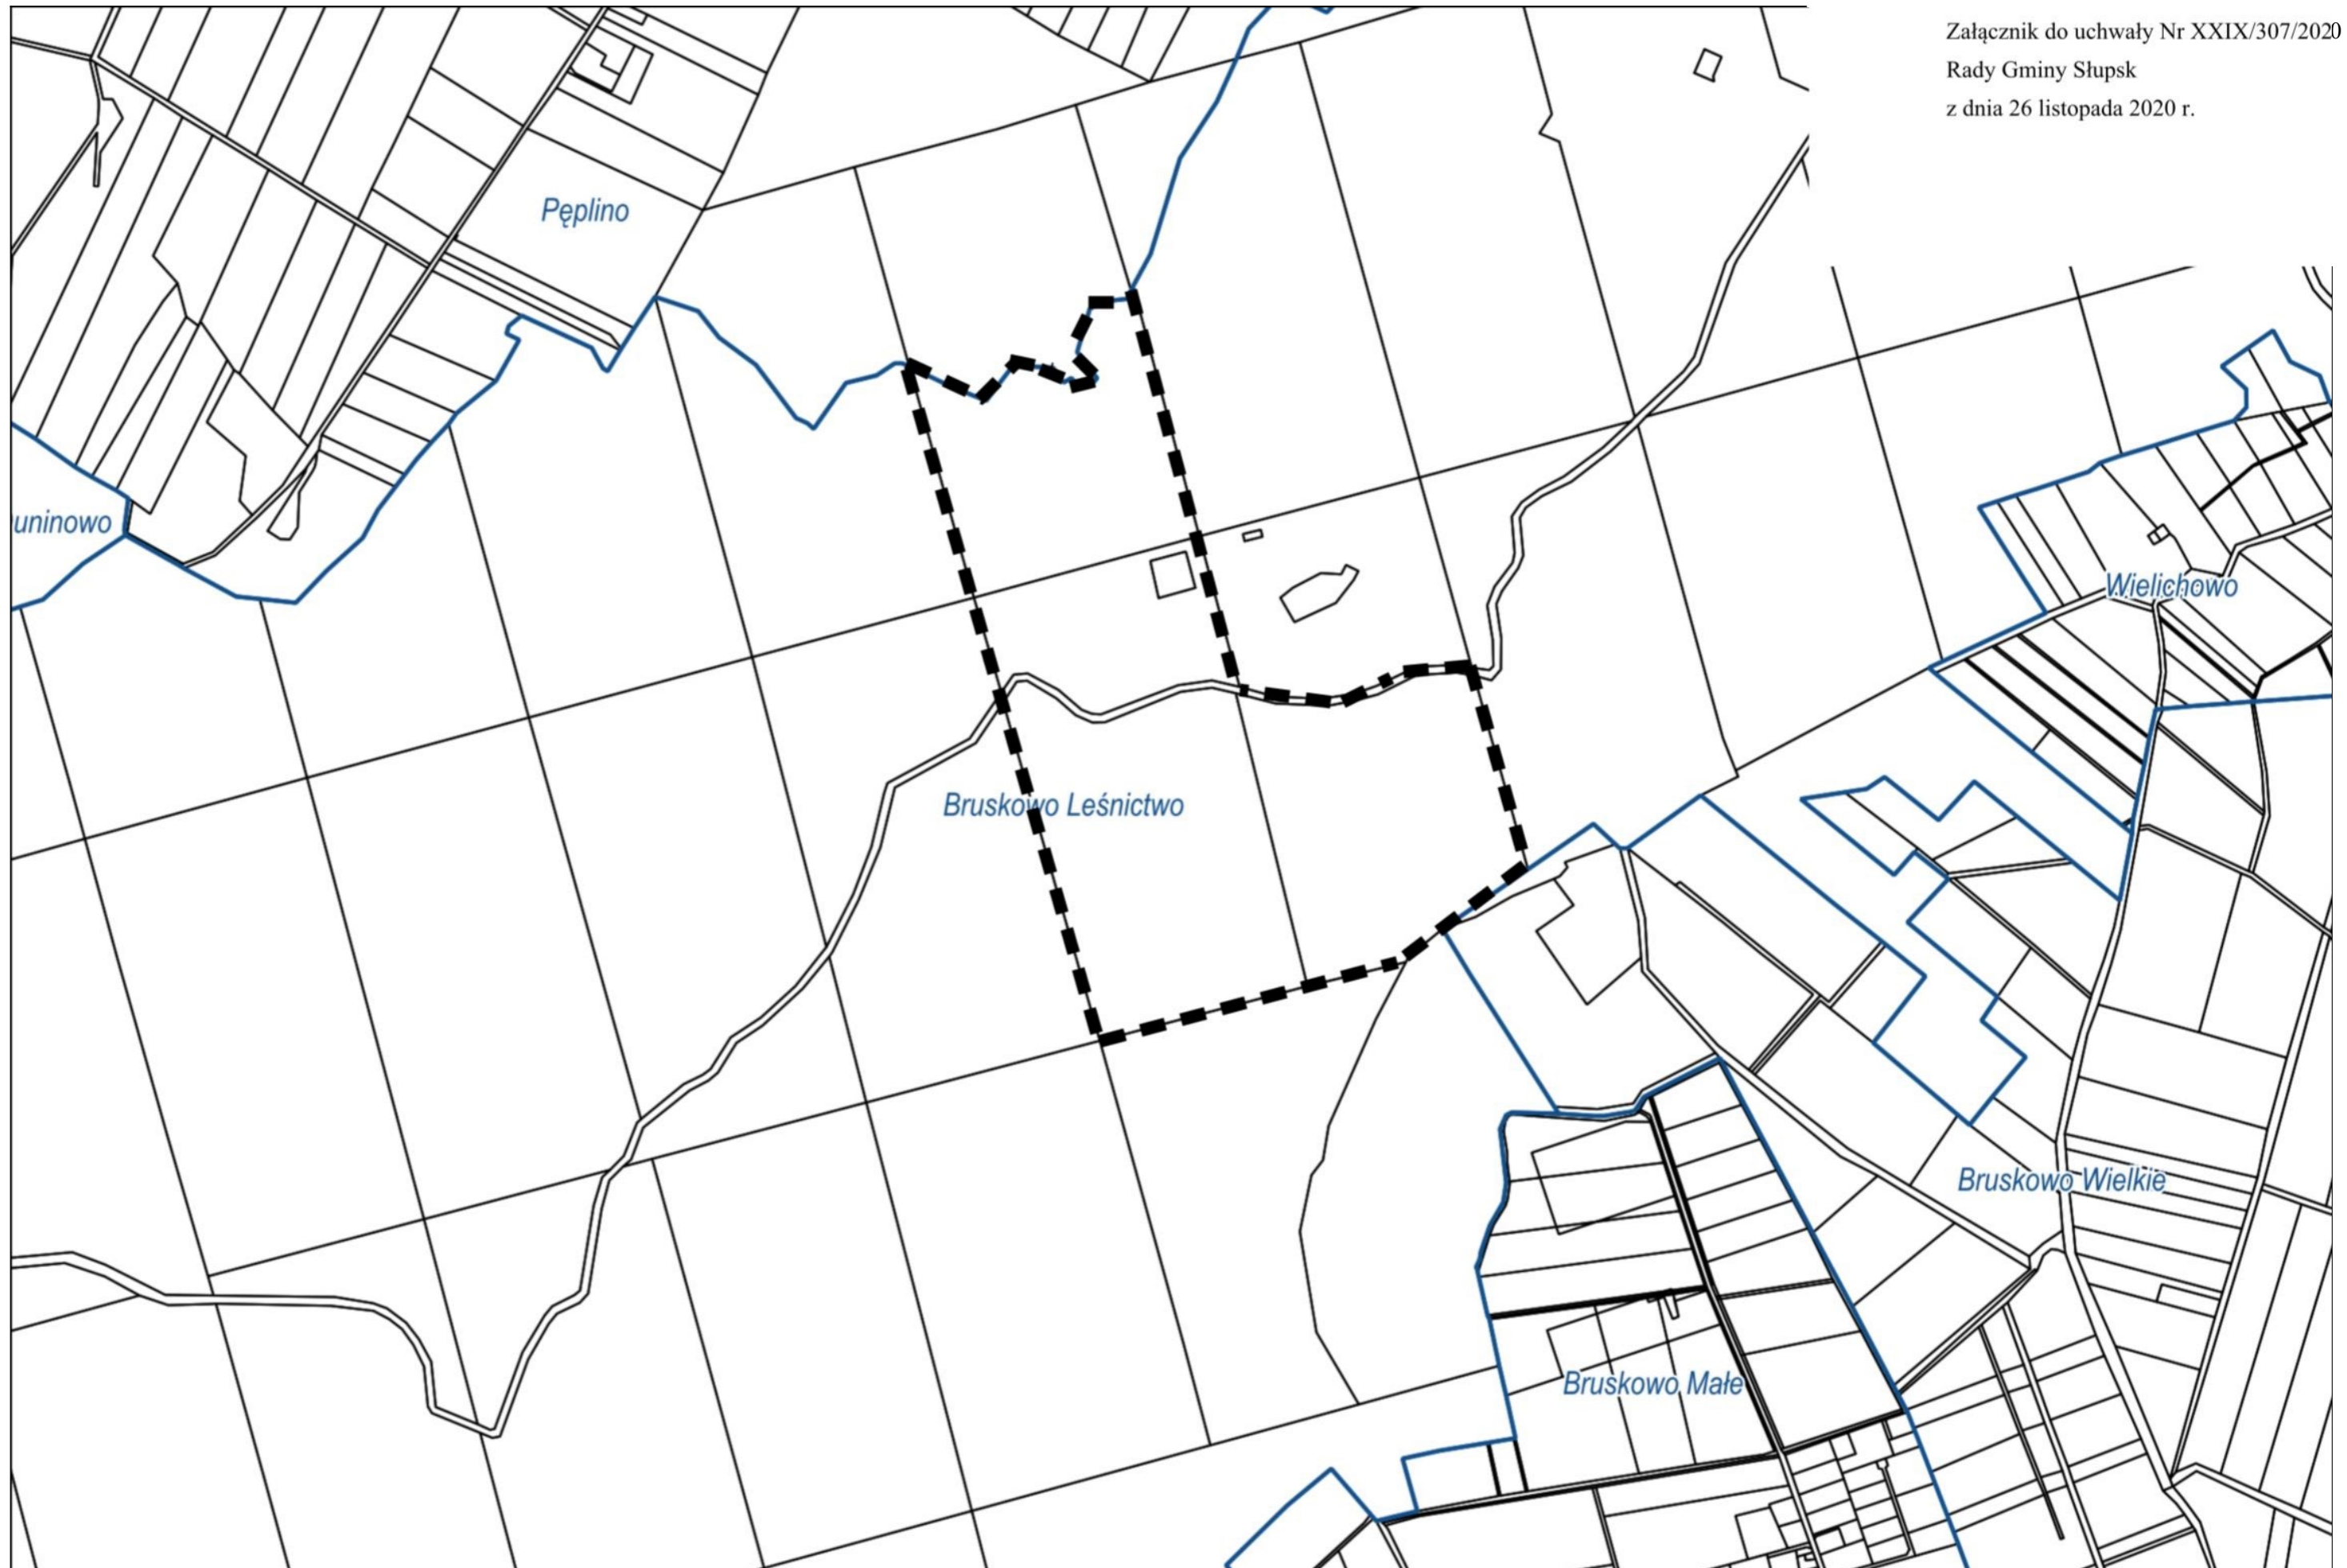 Załącznik do uchwały Nr XXIX/307/2020
Rady Gminy Słupsk
z dnia 26 listopada 2020 r.
Pęplino
uninowo
Wielichowo
Bruskowo Leśnictwo
Bruskowo Wielkie
Bruskowo Małe